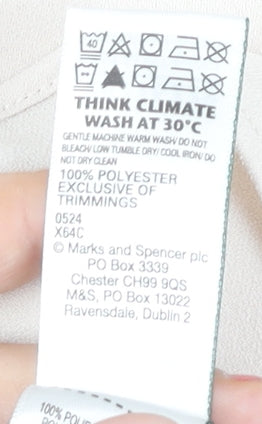 40
THINK CLIMATE
WASH AT 30°C
GENTLE MACHINE WARM WASH/ DO NOT
BLEACH/ LOW TUMBLE DRY/ COOL IRON/ DO
NOT DRY CLEAN
100% POLYESTER
EXCLUSIVE OF
TRIMMINGS
0524
X64C
© Marks and Spencer plc
PO Box 3339
Chester CH99 9QS
M&S, PO Box 13022
Ravensdale, Dublin 2
100%